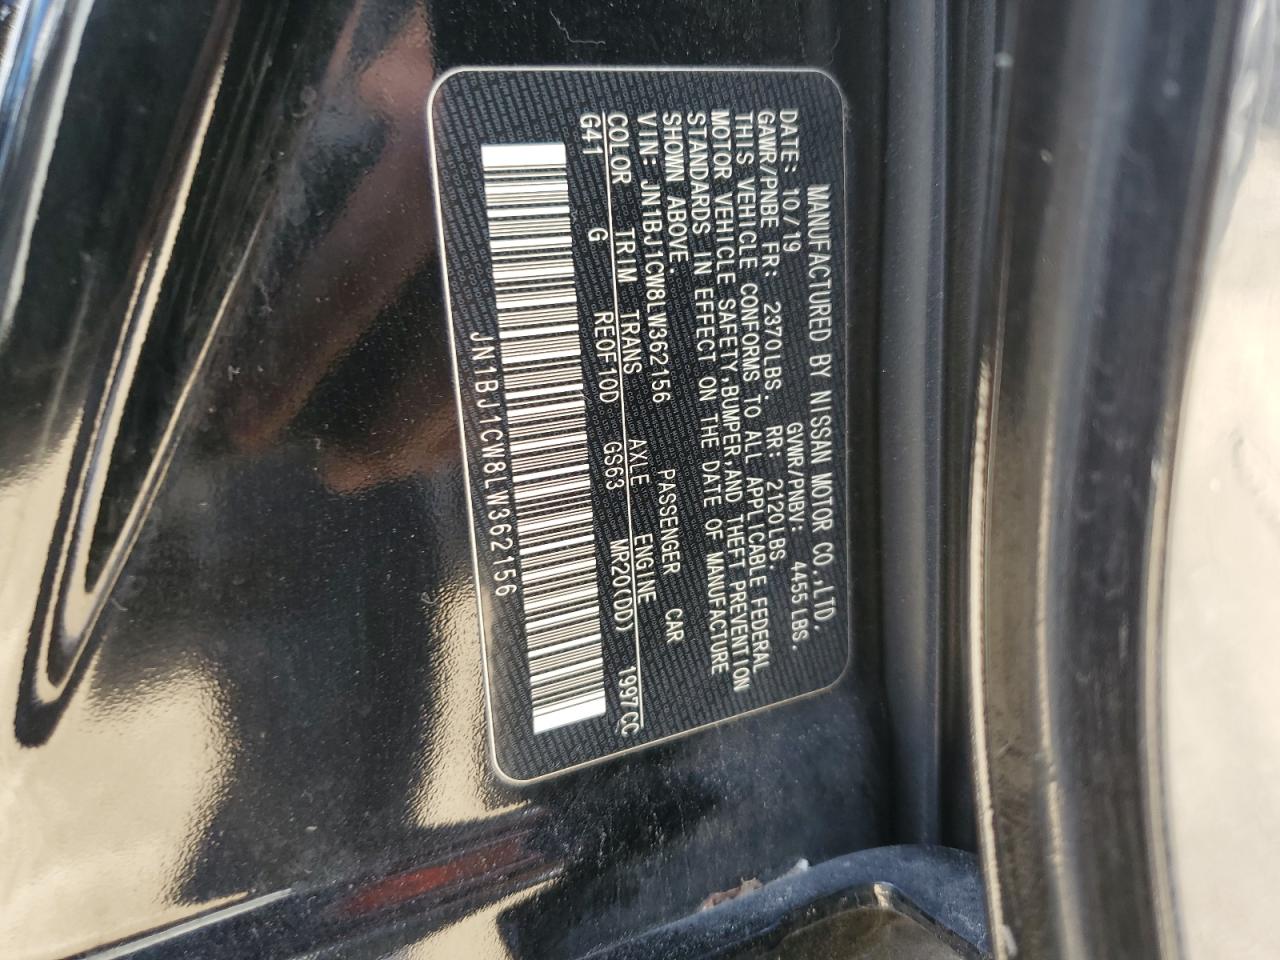 MANUFACTURED BY NISSAN MOTOR CO.,LTD.
DATE: 10/19 GVWR/PNBV: 4455LBS.
GAWR/PNBE FR: 2370LBS. RR: 2120LBS.
THIS VEHICLE CONFORMS TO ALL APPLICABLE FEDERAL
MOTOR VEHICLE SAFETY,BUMPER,AND THEFT PREVENTION
STANDARDS IN EFFECT ON THE DATE OF MANUFACTURE
SHOWN ABOVE.
VIN: JN1BJ1CW8LW362156 PASSENGER CAR
COLOR TRIM TRANS AXLE ENGINE
G41 G RE0F10D GS63 MR20(DD) 1997CC
JN1BJ1CW8LW362156